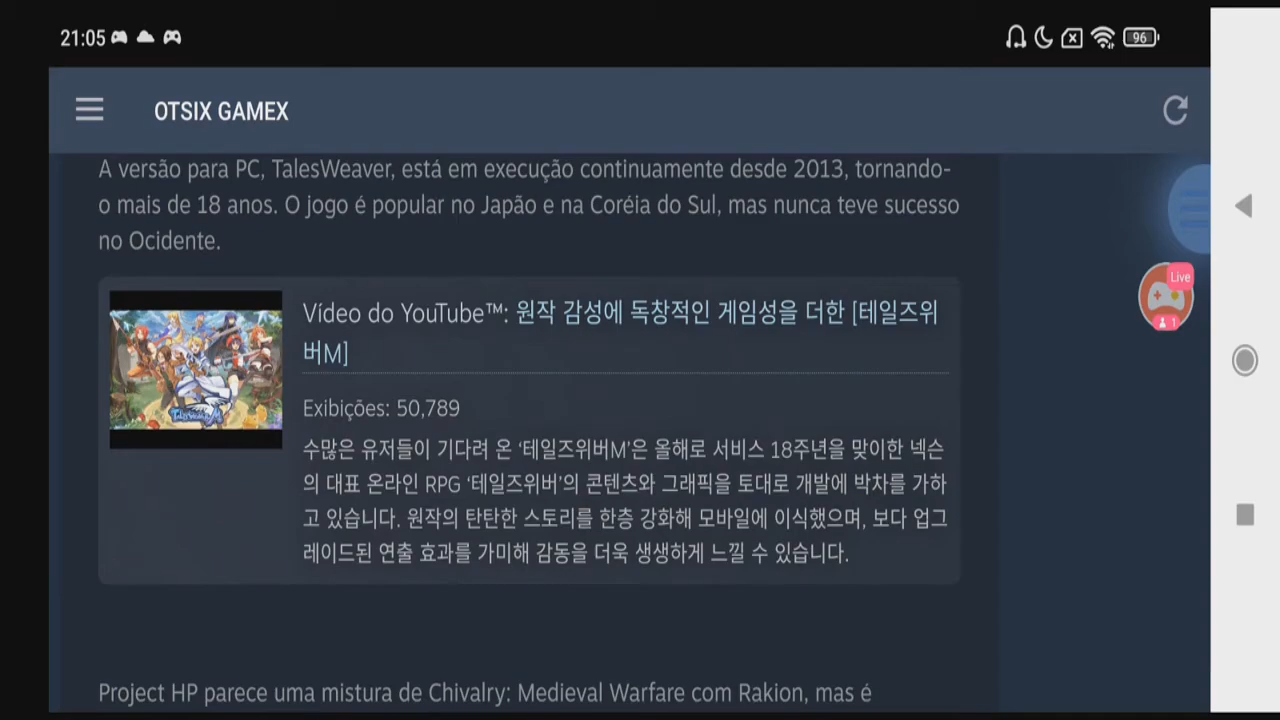 21:05
96
OTSIX GAMEX
A versão para PC, TalesWeaver, está em execução continuamente desde 2013, tornando-
o mais de 18 anos. O jogo é popular no Japão e na Coréia do Sul, mas nunca teve sucesso
no Ocidente.
Live
1
TalesWeaver M
Vídeo do YouTube™: 원작 감성에 독창적인 게임성을 더한 [테일즈위
버M]
Exibições: 50,789
수많은 유저들이 기다려 온 ‘테일즈위버M’은 올해로 서비스 18주년을 맞이한 넥슨
의 대표 온라인 RPG ‘테일즈위버’의 콘텐츠와 그래픽을 토대로 개발에 박차를 가하
고 있습니다. 원작의 탄탄한 스토리를 한층 강화해 모바일에 이식했으며, 보다 업그
레이드된 연출 효과를 가미해 감동을 더욱 생생하게 느낄 수 있습니다.
Project HP parece uma mistura de Chivalry: Medieval Warfare com Rakion, mas é